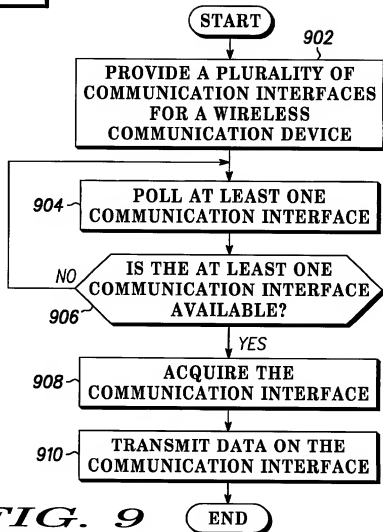 START
902
PROVIDE A PLURALITY OF
COMMUNICATION INTERFACES
FOR A WIRELESS
COMMUNICATION DEVICE
904
POLL AT LEAST ONE
COMMUNICATION INTERFACE
NO
IS THE AT LEAST ONE
COMMUNICATION INTERFACE
AVAILABLE?
906
YES
908
ACQUIRE THE
COMMUNICATION INTERFACE
910
TRANSMIT DATA ON THE
COMMUNICATION INTERFACE
FIG. 9
END